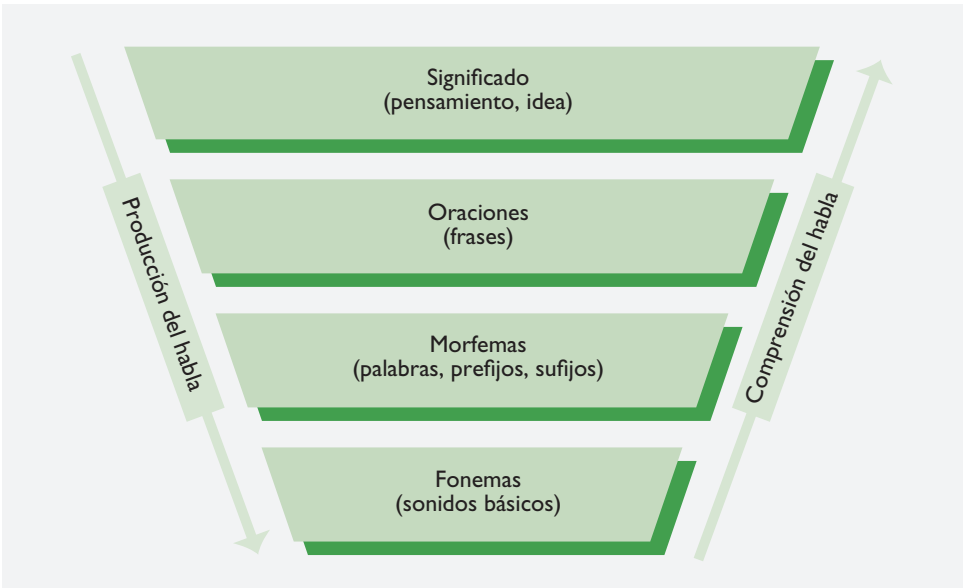 Significado
(pensamiento, idea)
Oraciones
(frases)
Morfemas
(palabras, prefijos, sufijos)
Fonemas
(sonidos básicos)
Producción del habla
Comprensión del habla